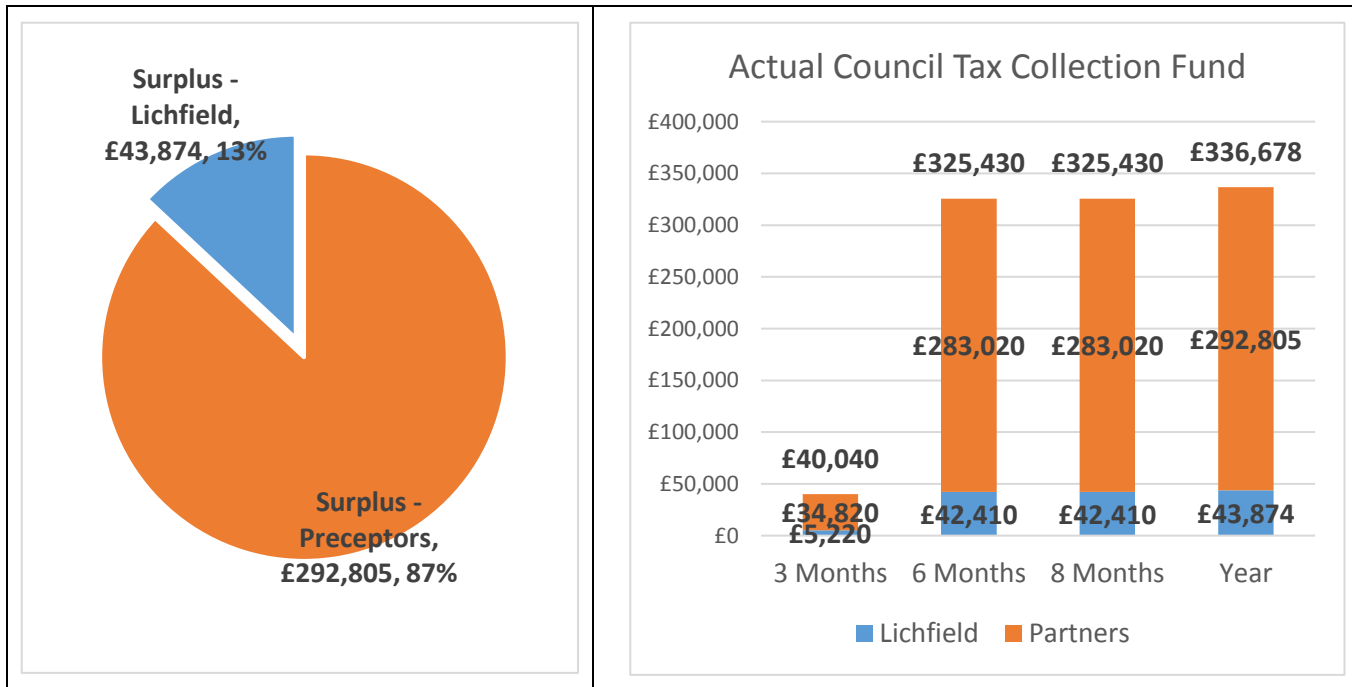 Surplus -
Lichfield,
£43,874, 13%
Surplus -
Preceptors,
£292,805, 87%
Actual Council Tax Collection Fund
£400,000
£350,000
£300,000
£250,000
£200,000
£150,000
£100,000
£50,000
£0
£325,430
£325,430
£336,678
£283,020
£283,020
£292,805
£40,040
£34,820
£5,220
£42,410
£42,410
£43,874
3 Months
6 Months
8 Months
Year
Lichfield
Partners